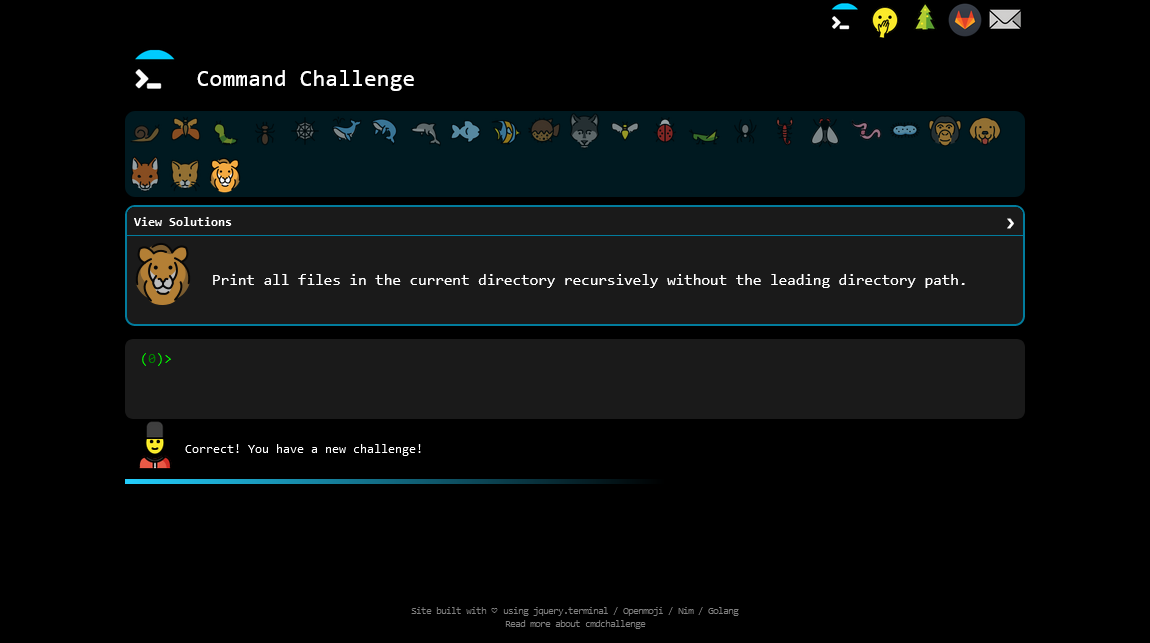 Command Challenge
View Solutions
Print all files in the current directory recursively without the leading directory path.
(0)>
Correct! You have a new challenge!
Site built with ♡ using jquery.terminal / Openmoji / Nim / Golang
Read more about cmdchallenge